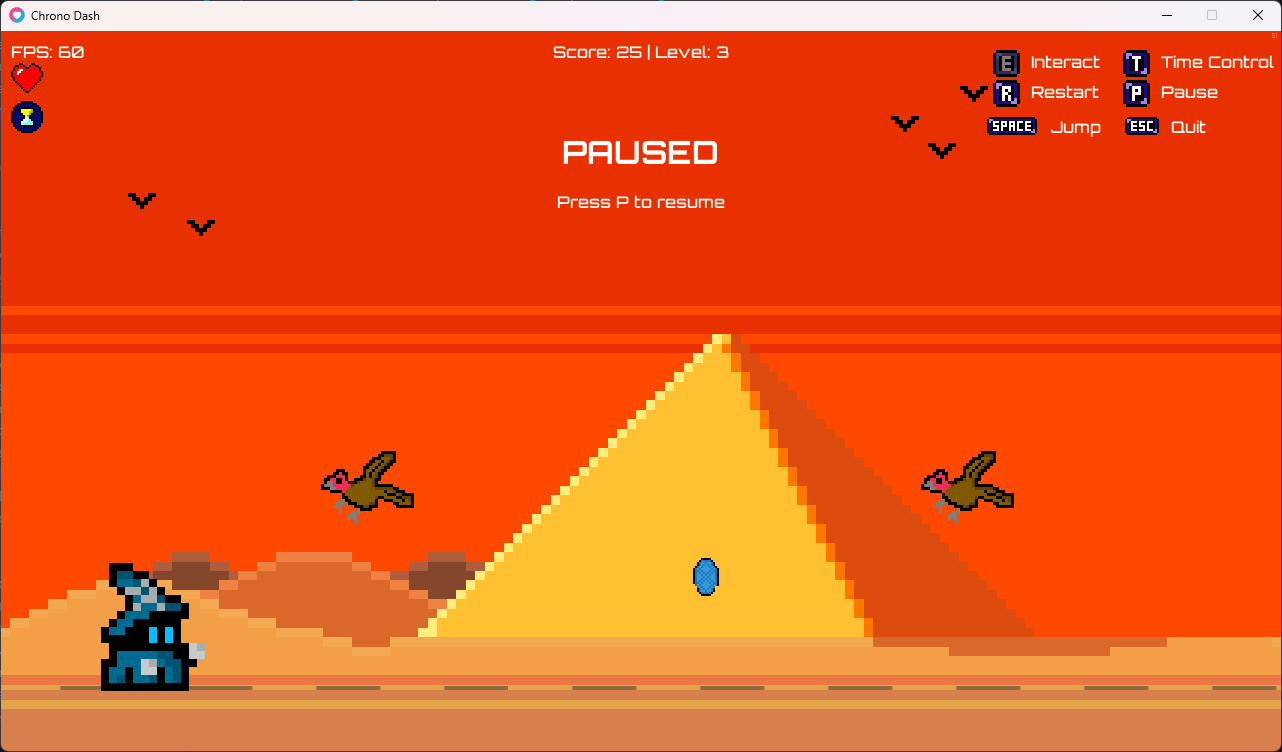 Chrono Dash
FPS: 60
Score: 25 | Level: 3
E Interact
T Time Control
R Restart
P Pause
SPACE Jump
ESC Quit
PAUSED
Press P to resume